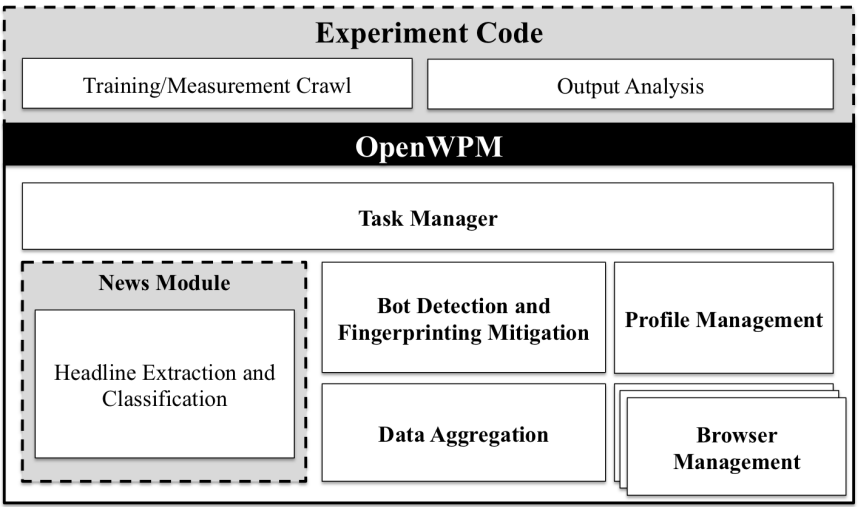 Experiment Code
Training/Measurement Crawl
Output Analysis
OpenWPM
Task Manager
News Module
Headline Extraction and
Classification
Bot Detection and
Fingerprinting Mitigation
Profile Management
Data Aggregation
Browser
Management